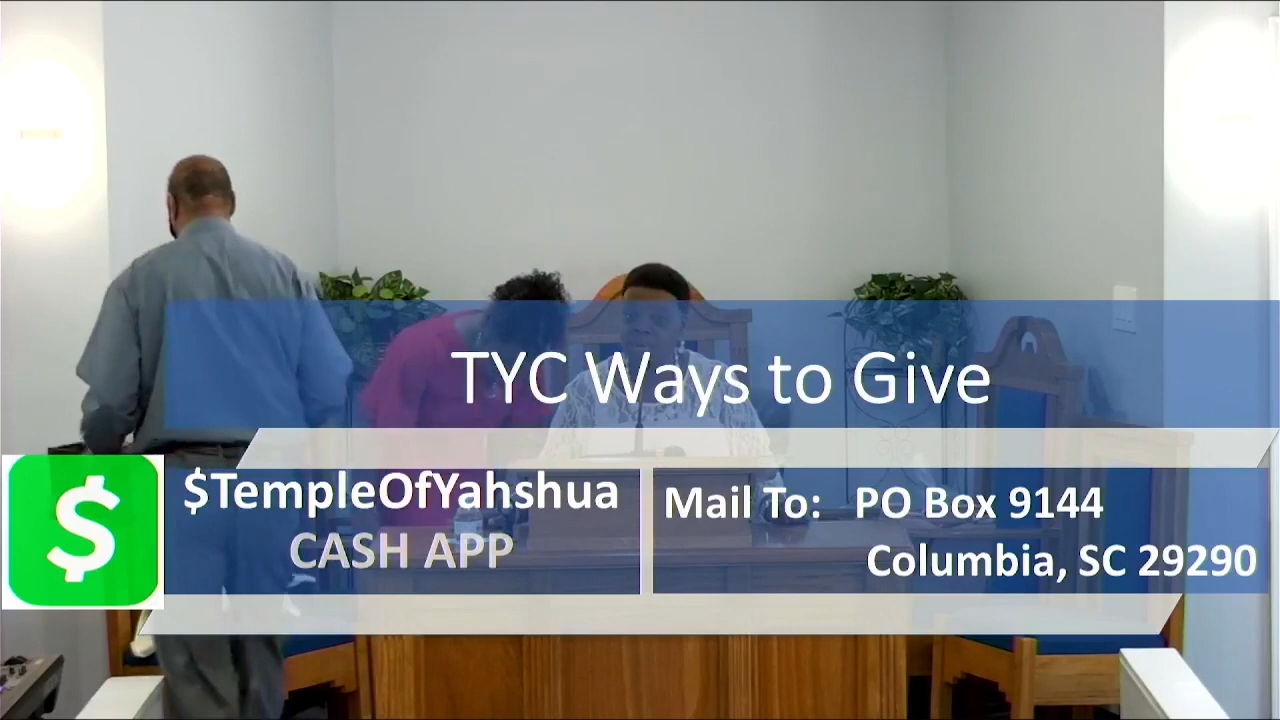 TYC Ways to Give
$
$TempleOfYahshua
CASH APP
Mail To: PO Box 9144
Columbia, SC 29290